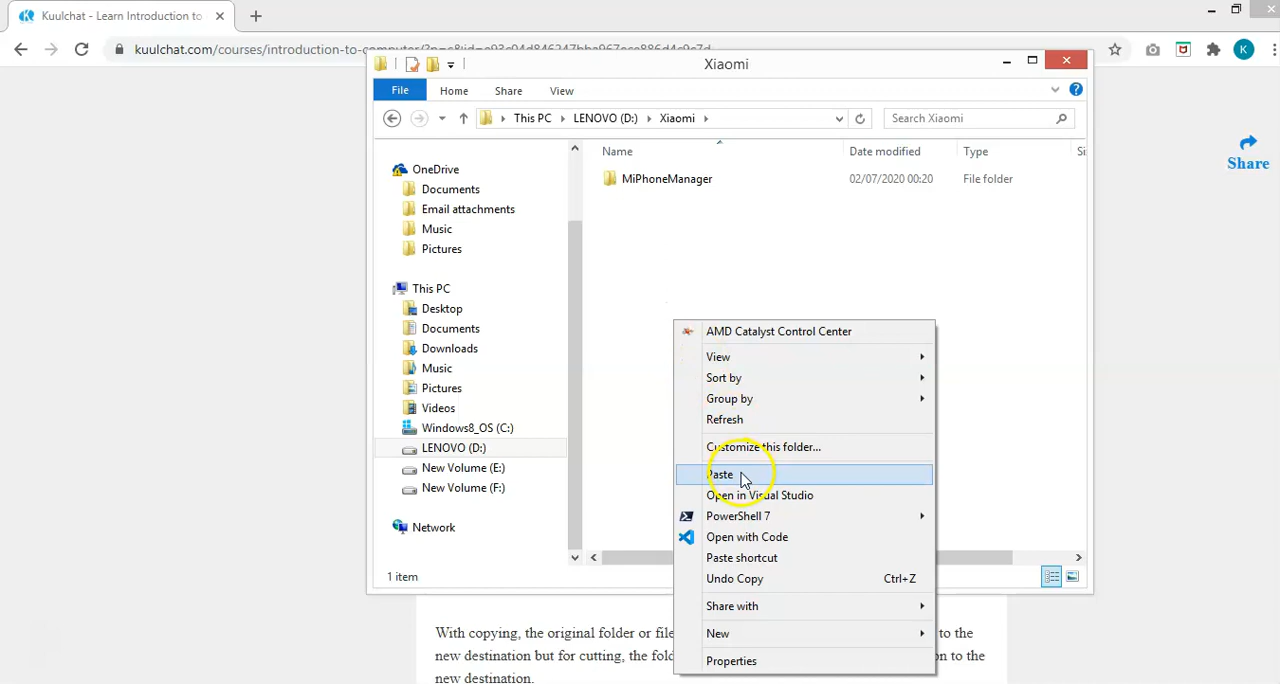 Kuulchat - Learn Introduction to
kuulchat.com/courses/introduction-to-computer/?
Xiaomi
File Home Share View
This PC LENOVO (D:) Xiaomi
Search Xiaomi
Share
Name Date modified Type Si
MiPhoneManager 02/07/2020 00:20 File folder
OneDrive
Documents
Email attachments
Music
Pictures
This PC
Desktop
Documents
Downloads
Music
Pictures
Videos
Windows8_OS (C:)
LENOVO (D:)
New Volume (E:)
New Volume (F:)
Network
1 item
AMD Catalyst Control Center
View
Sort by
Group by
Refresh
Customize this folder...
Paste
Open in Visual Studio
PowerShell 7
Open with Code
Paste shortcut
Undo Copy Ctrl+Z
Share with
New
Properties
With copying, the original folder or file to the
new destination but for cutting, the fold on to the
new destination.
K